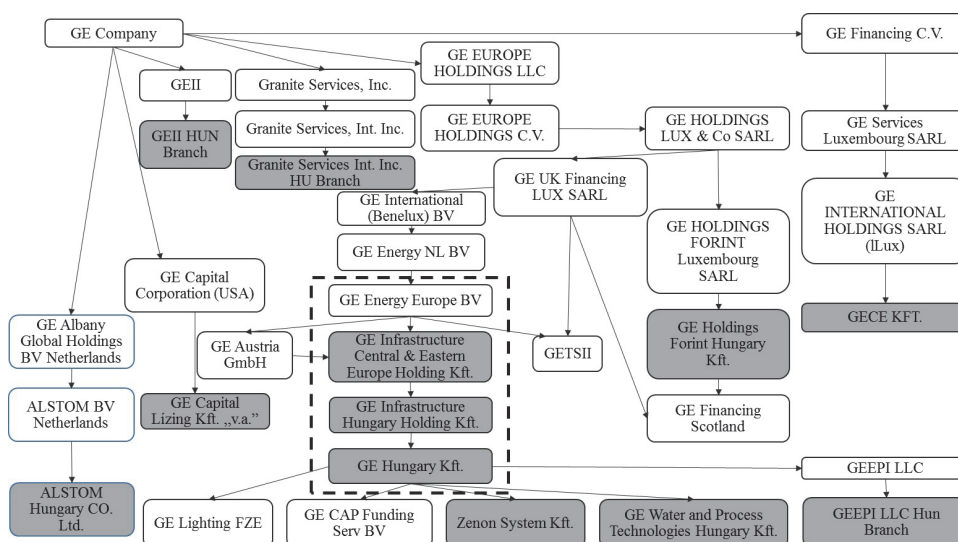 GE Company
GE Financing C.V.
GEII
Granite Services, Inc.
GE EUROPE
HOLDINGS LLC
GEII HUN
Branch
Granite Services, Int. Inc.
GE EUROPE
HOLDINGS C.V.
GE HOLDINGS
LUX & Co SARL
GE Services
Luxembourg SARL
Granite Services Int. Inc.
HU Branch
GE UK Financing
LUX SARL
GE International
(Benelux) BV
GE HOLDINGS
FORINT
Luxembourg
SARL
GE
INTERNATIONAL
HOLDINGS SARL
(lLux)
GE Energy NL BV
GE Capital
Corporation (USA)
GE Energy Europe BV
GECE KFT.
GE Albany
Global Holdings
BV Netherlands
GE Austria
GmbH
GE Infrastructure
Central & Eastern
Europe Holding Kft.
GETSII
GE Holdings
Forint Hungary
Kft.
ALSTOM BV
Netherlands
GE Capital
Lízing Kft. „v.a.”
GE Infrastructure
Hungary Holding Kft.
GE Financing
Scotland
GE Hungary Kft.
GEEPI LLC
ALSTOM
Hungary CO.
Ltd.
GE Lighting FZE
GE CAP Funding
Serv BV
Zenon System Kft.
GE Water and Process
Technologies Hungary Kft.
GEEPI LLC Hun
Branch